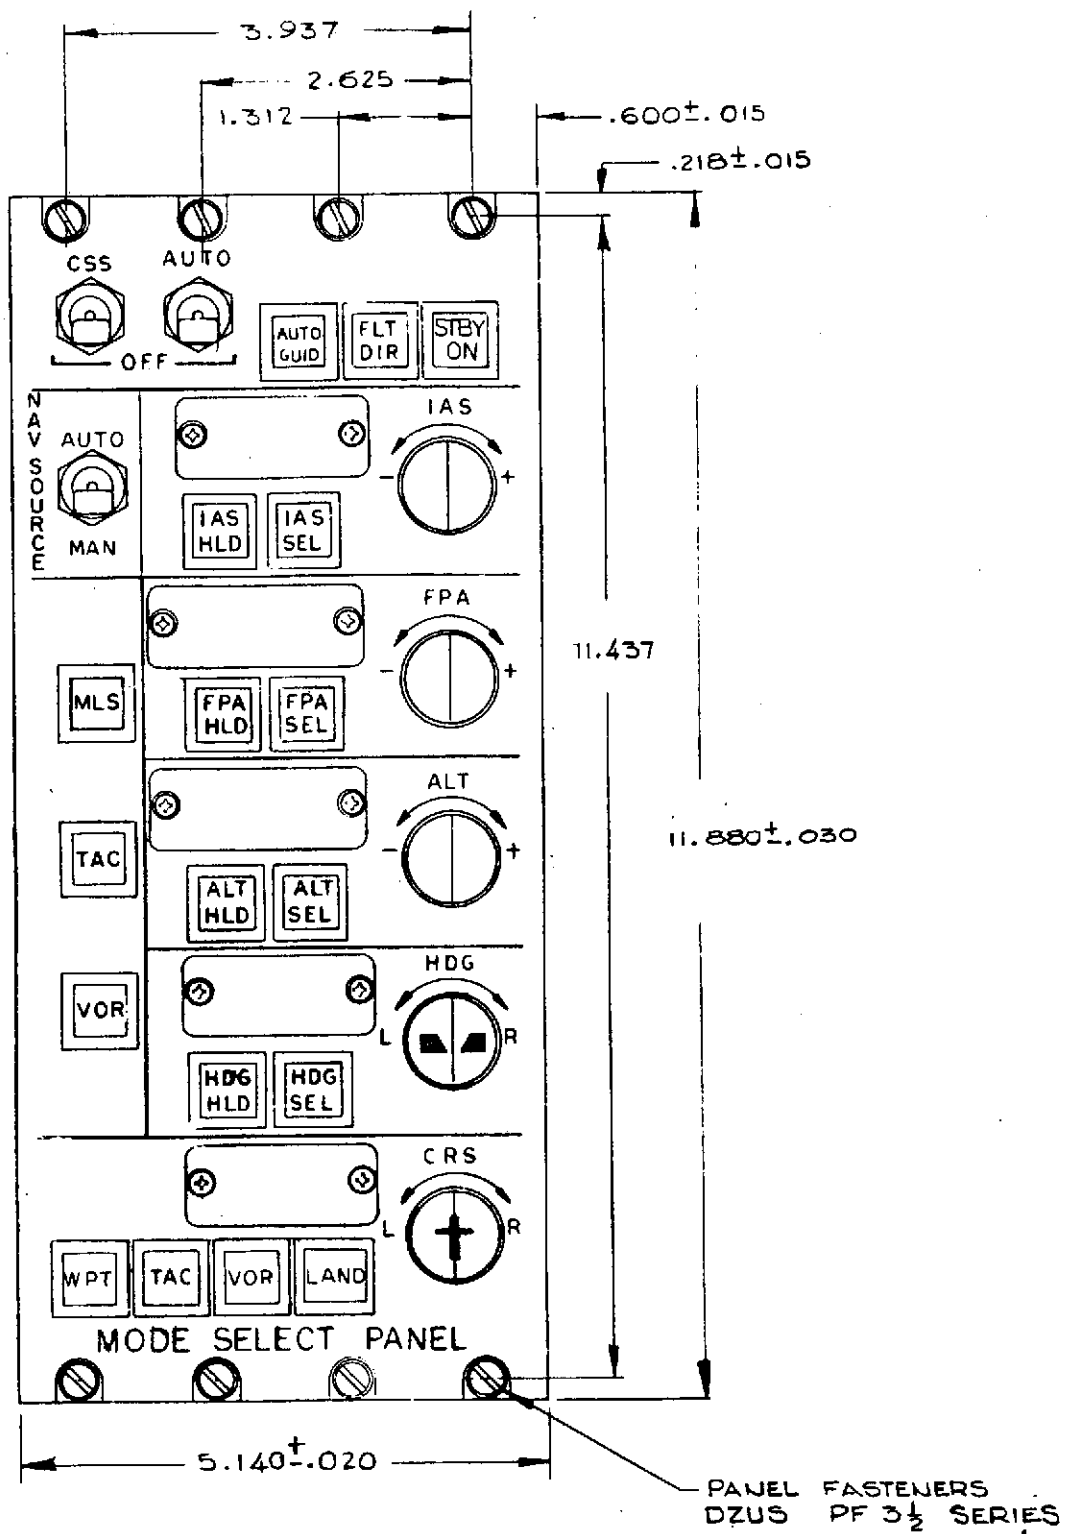 3.937
2.625
1.312
.600±.015
.218±.015
CSS AUTO
OFF
AUTO GUID
FLT DIR
STBY ON
NAV SOURCE
AUTO
MAN
IAS
- +
IAS HLD
IAS SEL
FPA
- +
FPA HLD
FPA SEL
11.437
MLS
ALT
- +
ALT HLD
ALT SEL
11.880±.030
TAC
HDG
L R
HDG HLD
HDG SEL
VOR
CRS
L R
WPT TAC VOR LAND
MODE SELECT PANEL
5.140±.020
PANEL FASTENERS
DZUS PF 3½ SERIES